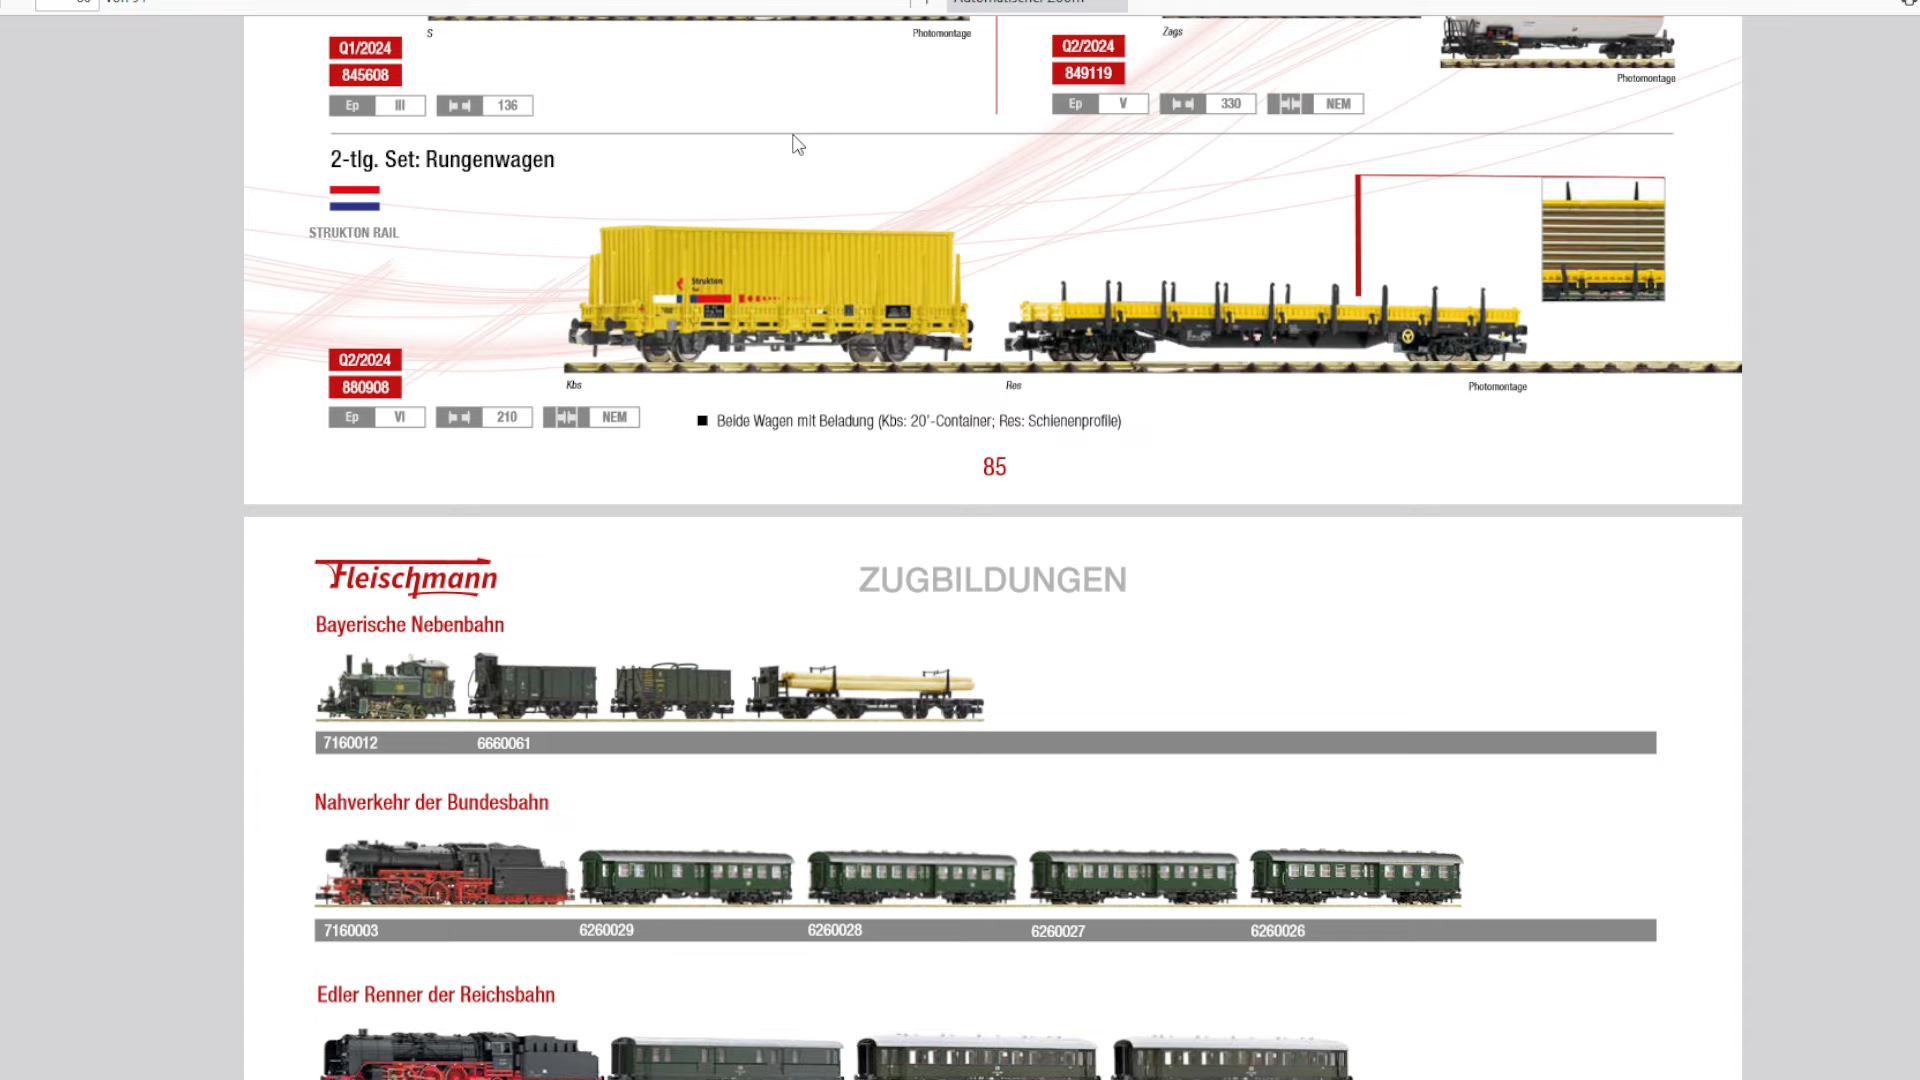 S
Photomontage
Q1/2024
845608
Ep III 136
Zags
Q2/2024
849119
Photomontage
Ep V 330 NEM
2-tlg. Set: Rungenwagen
STRUKTON RAIL
Strukton
Q2/2024
880908
Kbs
Res
Photomontage
Ep VI 210 NEM
■ Beide Wagen mit Beladung (Kbs: 20'-Container; Res: Schienenprofile)
85
Fleischmann
ZUGBILDUNGEN
Bayerische Nebenbahn
7160012 6660061
Nahverkehr der Bundesbahn
7160003 6260029 6260028 6260027 6260026
Edler Renner der Reichsbahn